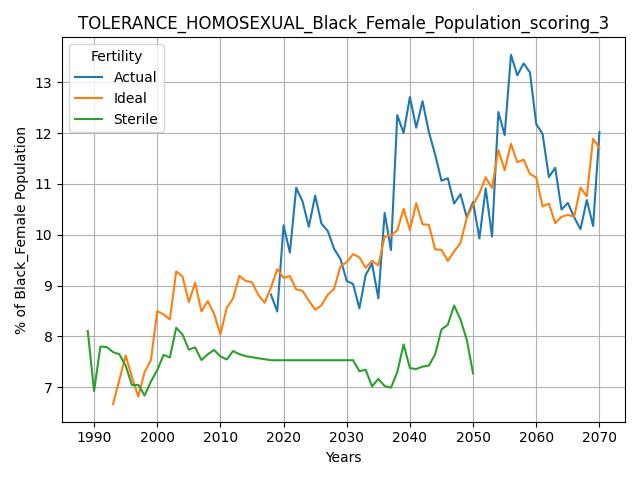 TOLERANCE_HOMOSEXUAL_Black_Female_Population_scoring_3
Fertility
Actual
Ideal
Sterile
% of Black_Female Population
13
12
11
10
9
8
7
1990 2000 2010 2020 2030 2040 2050 2060 2070
Years